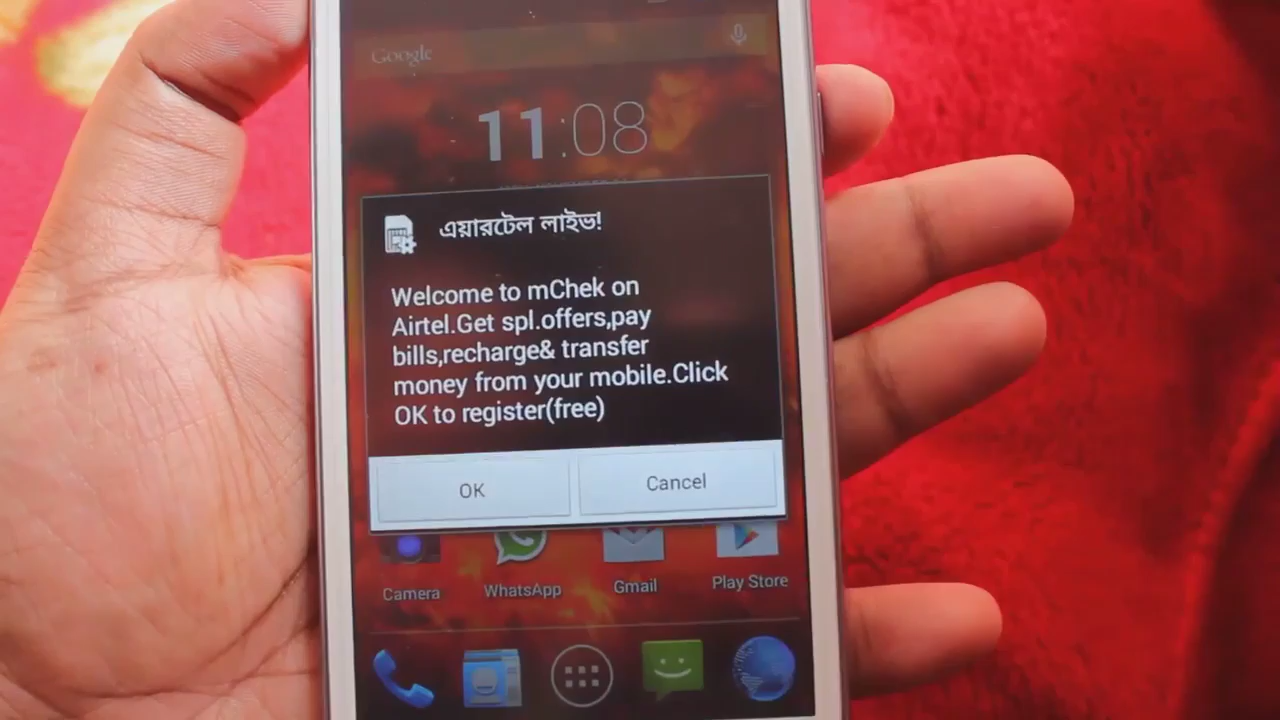 Google
11:08
এয়ারটেল লাইভ!
Welcome to mChek on
Airtel.Get spl.offers,pay
bills,recharge& transfer
money from your mobile.Click
OK to register(free)
OK Cancel
Camera WhatsApp Gmail Play Store